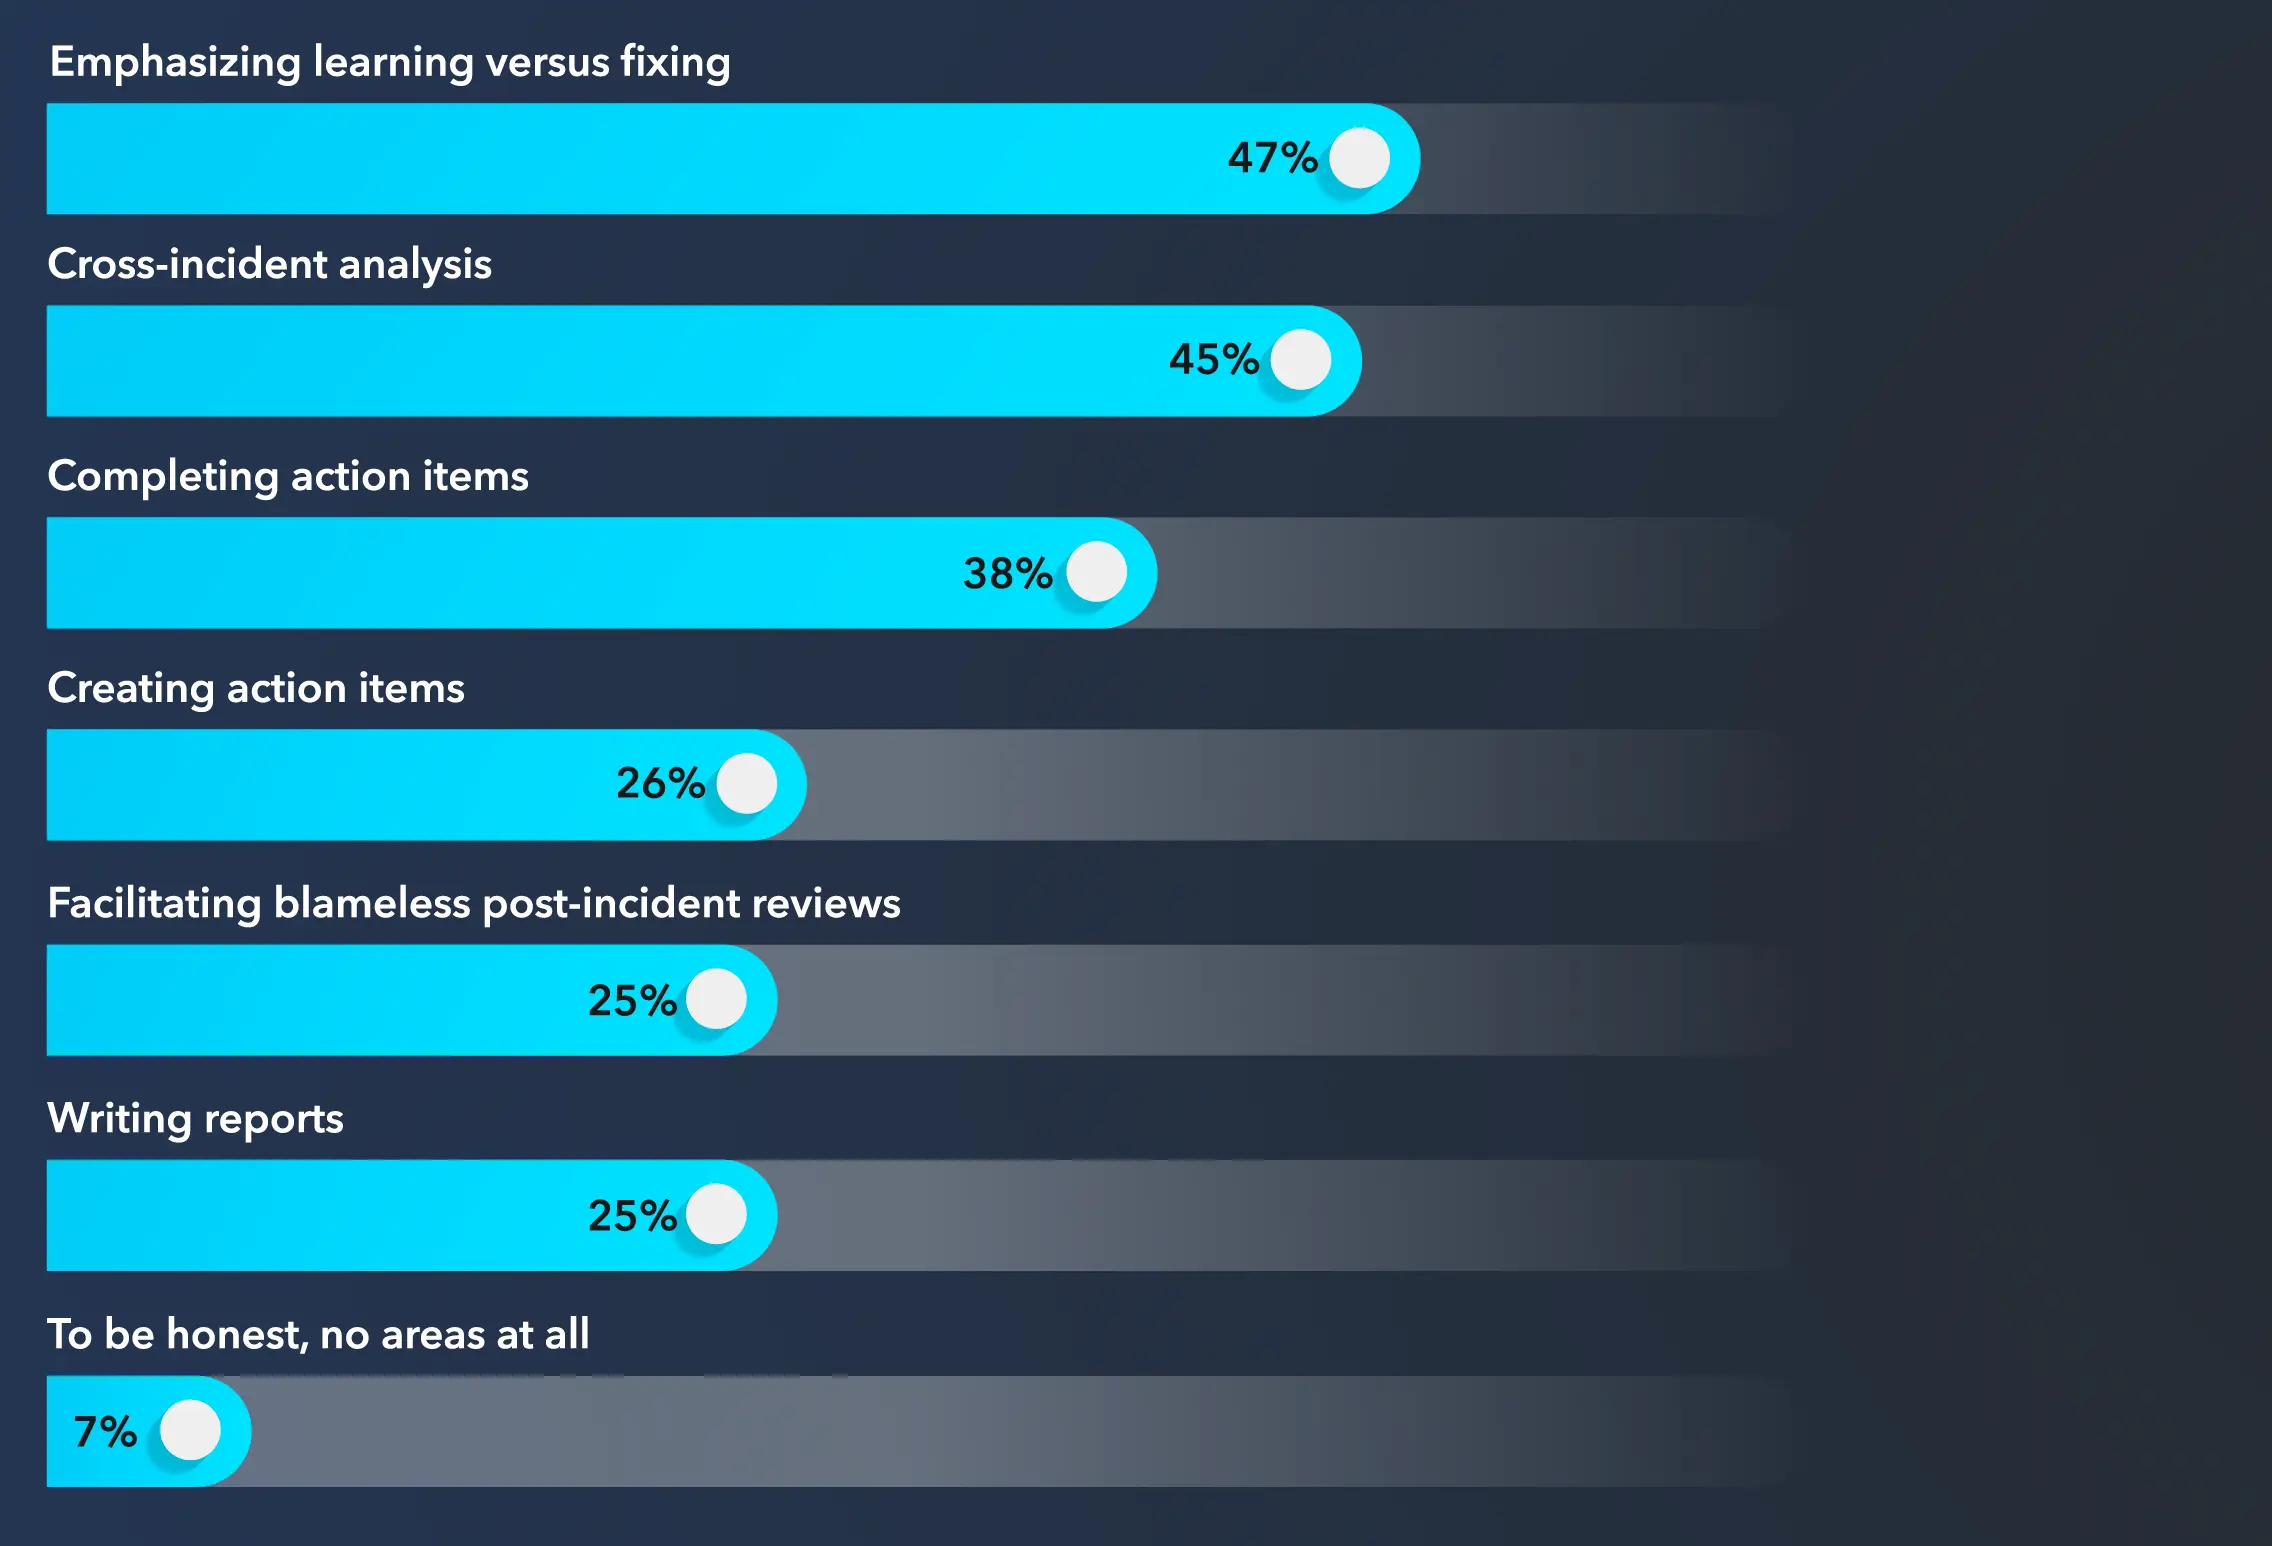 Emphasizing learning versus fixing
47%
Cross-incident analysis
45%
Completing action items
38%
Creating action items
26%
Facilitating blameless post-incident reviews
25%
Writing reports
25%
To be honest, no areas at all
7%